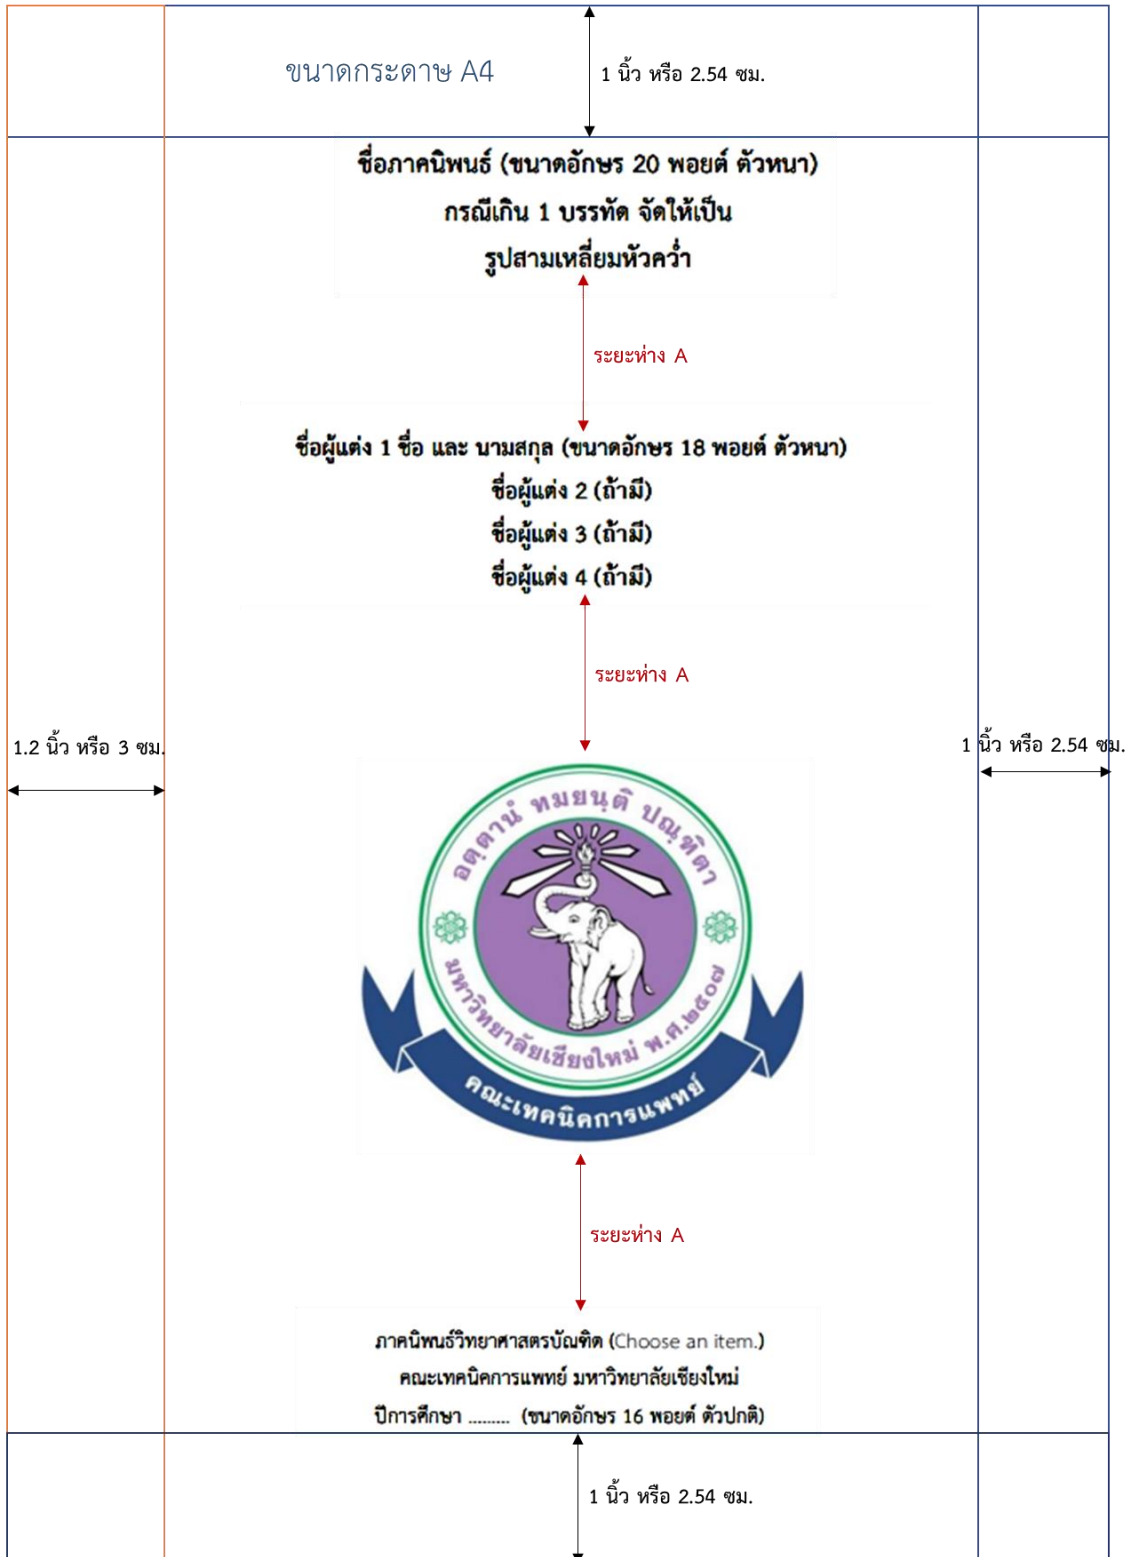 ขนาดกระดาษ A4
1 นิ้ว หรือ 2.54 ซม.
ชื่อภาคนิพนธ์ (ขนาดอักษร 20 พอยต์ ตัวหนา)
กรณีเกิน 1 บรรทัด จัดให้เป็น
รูปสามเหลี่ยมหัวคว่ำ
ระยะห่าง A
ชื่อผู้แต่ง 1 ชื่อ และ นามสกุล (ขนาดอักษร 18 พอยต์ ตัวหนา)
ชื่อผู้แต่ง 2 (ถ้ามี)
ชื่อผู้แต่ง 3 (ถ้ามี)
ชื่อผู้แต่ง 4 (ถ้ามี)
ระยะห่าง A
1.2 นิ้ว หรือ 3 ซม.
1 นิ้ว หรือ 2.54 ซม.
อตฺตานํ ทมยนฺติ ปณฺฑิตา
มหาวิทยาลัยเชียงใหม่ พ.ศ.๒๕๐๗
คณะเทคนิคการแพทย์
ระยะห่าง A
ภาคนิพนธ์วิทยาศาสตรบัณฑิต (Choose an item.)
คณะเทคนิคการแพทย์ มหาวิทยาลัยเชียงใหม่
ปีการศึกษา ......... (ขนาดอักษร 16 พอยต์ ตัวปกติ)
1 นิ้ว หรือ 2.54 ซม.